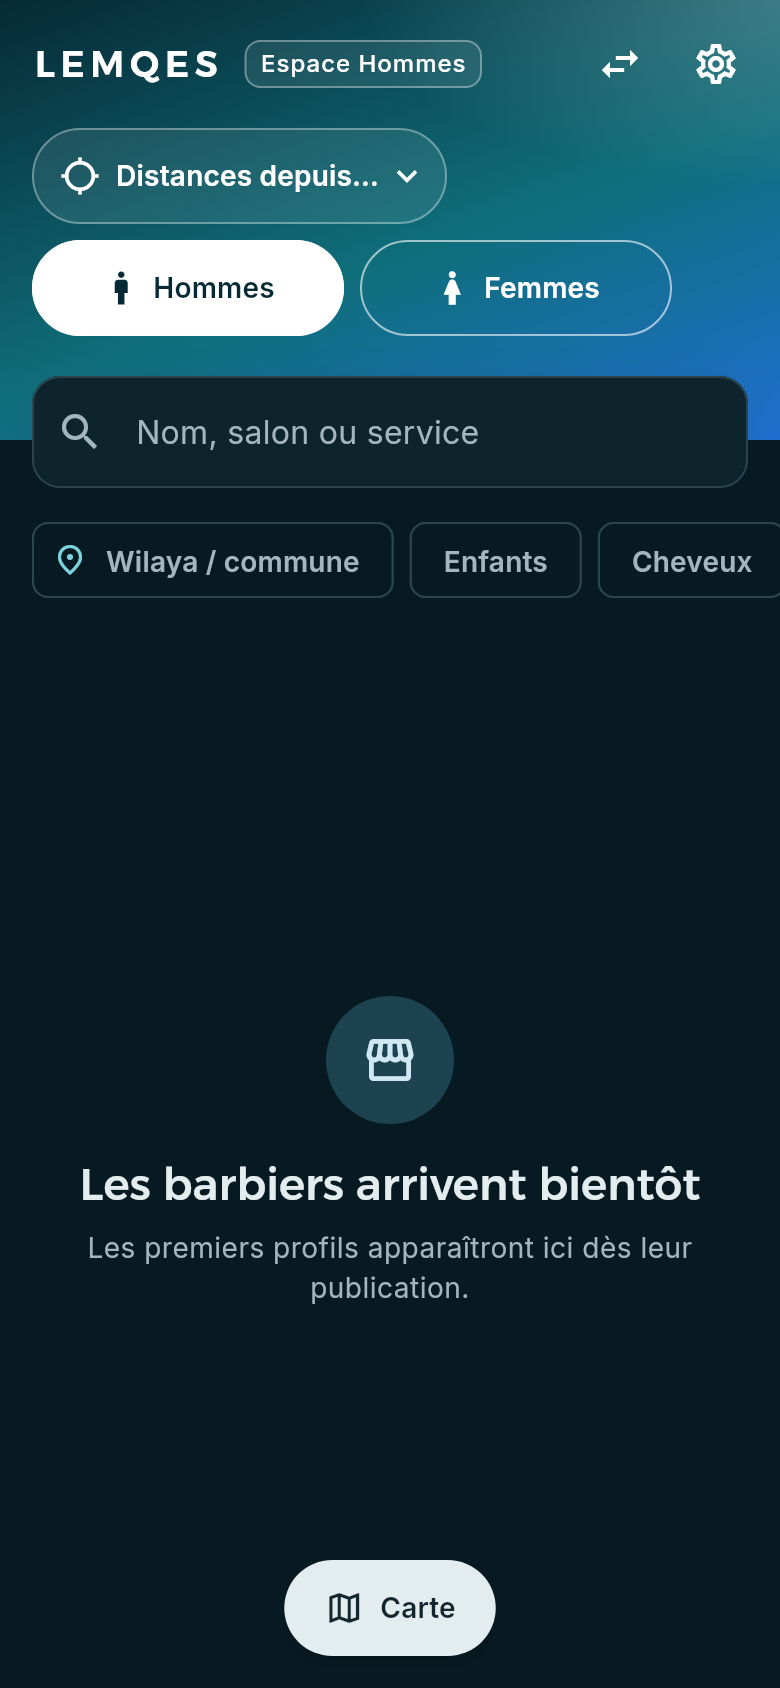 LEMQES
Espace Hommes
Distances depuis...
Hommes
Femmes
Nom, salon ou service
Wilaya / commune
Enfants
Cheveux
Les barbiers arrivent bientôt
Les premiers profils apparaîtront ici dès leur
publication.
Carte